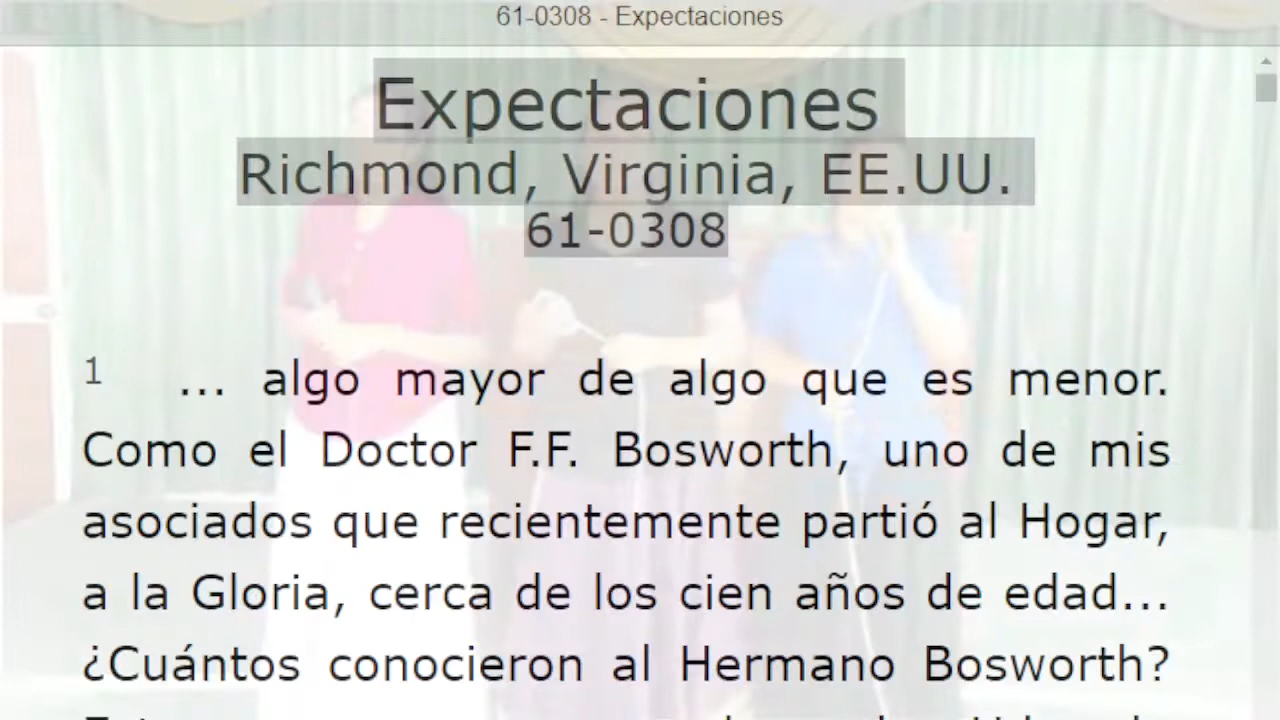 61-0308 - Expectaciones
Expectaciones
Richmond, Virginia, EE.UU.
61-0308
1 ... algo mayor de algo que es menor.
Como el Doctor F.F. Bosworth, uno de mis
asociados que recientemente partió al Hogar,
a la Gloria, cerca de los cien años de edad...
¿Cuántos conocieron al Hermano Bosworth?